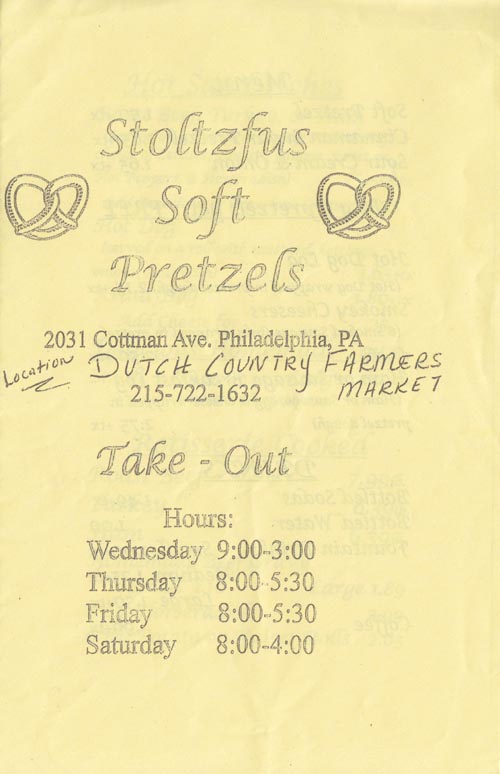 Stoltzfus
Soft
Pretzels
2031 Cottman Ave. Philadelphia, PA
Location DUTCH COUNTRY FARMERS
MARKET
215-722-1632
Take - Out
Hours:
Wednesday 9:00-3:00
Thursday 8:00-5:30
Friday 8:00-5:30
Saturday 8:00-4:00